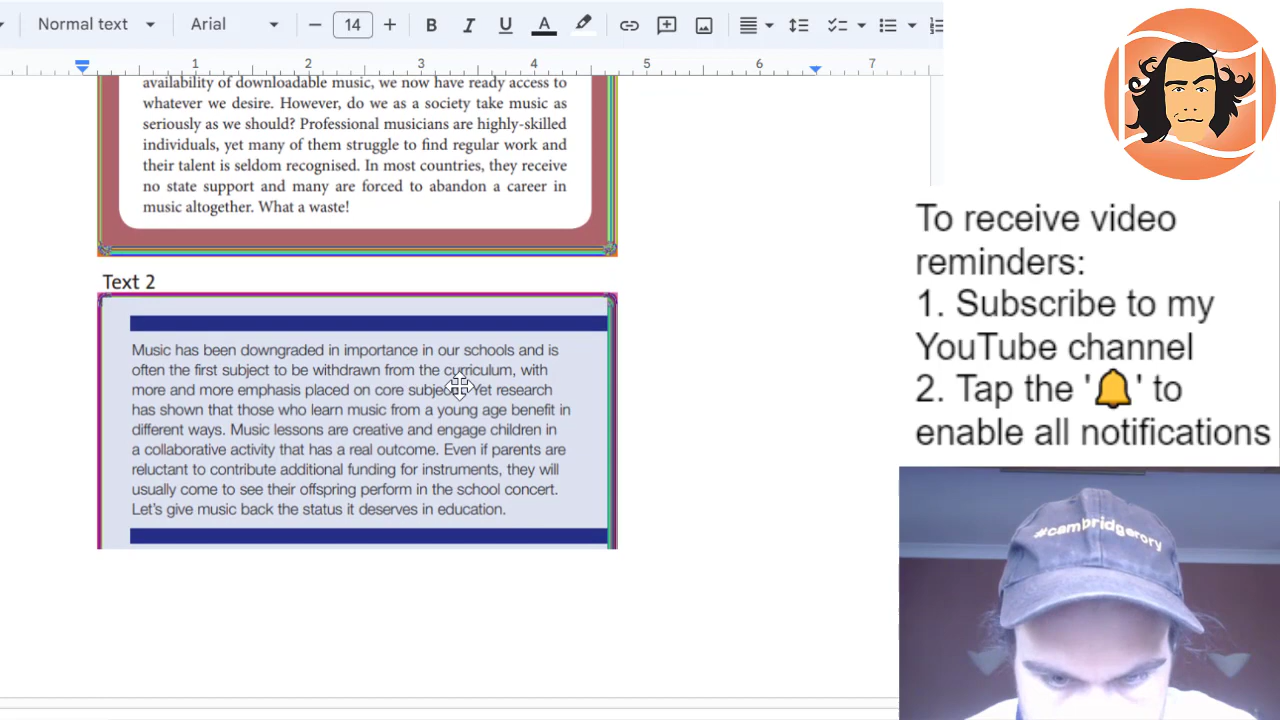 Normal text
Arial
14
B I U A
1 2 3 4 5 6 7
availability of downloadable music, we now have ready access to
whatever we desire. However, do we as a society take music as
seriously as we should? Professional musicians are highly-skilled
individuals, yet many of them struggle to find regular work and
their talent is seldom recognised. In most countries, they receive
no state support and many are forced to abandon a career in
music altogether. What a waste!
Text 2
Music has been downgraded in importance in our schools and is
often the first subject to be withdrawn from the curriculum, with
more and more emphasis placed on core subjects. Yet research
has shown that those who learn music from a young age benefit in
different ways. Music lessons are creative and engage children in
a collaborative activity that has a real outcome. Even if parents are
reluctant to contribute additional funding for instruments, they will
usually come to see their offspring perform in the school concert.
Let's give music back the status it deserves in education.
To receive video
reminders:
1. Subscribe to my
YouTube channel
2. Tap the '🔔' to
enable all notifications
#cambridgerory